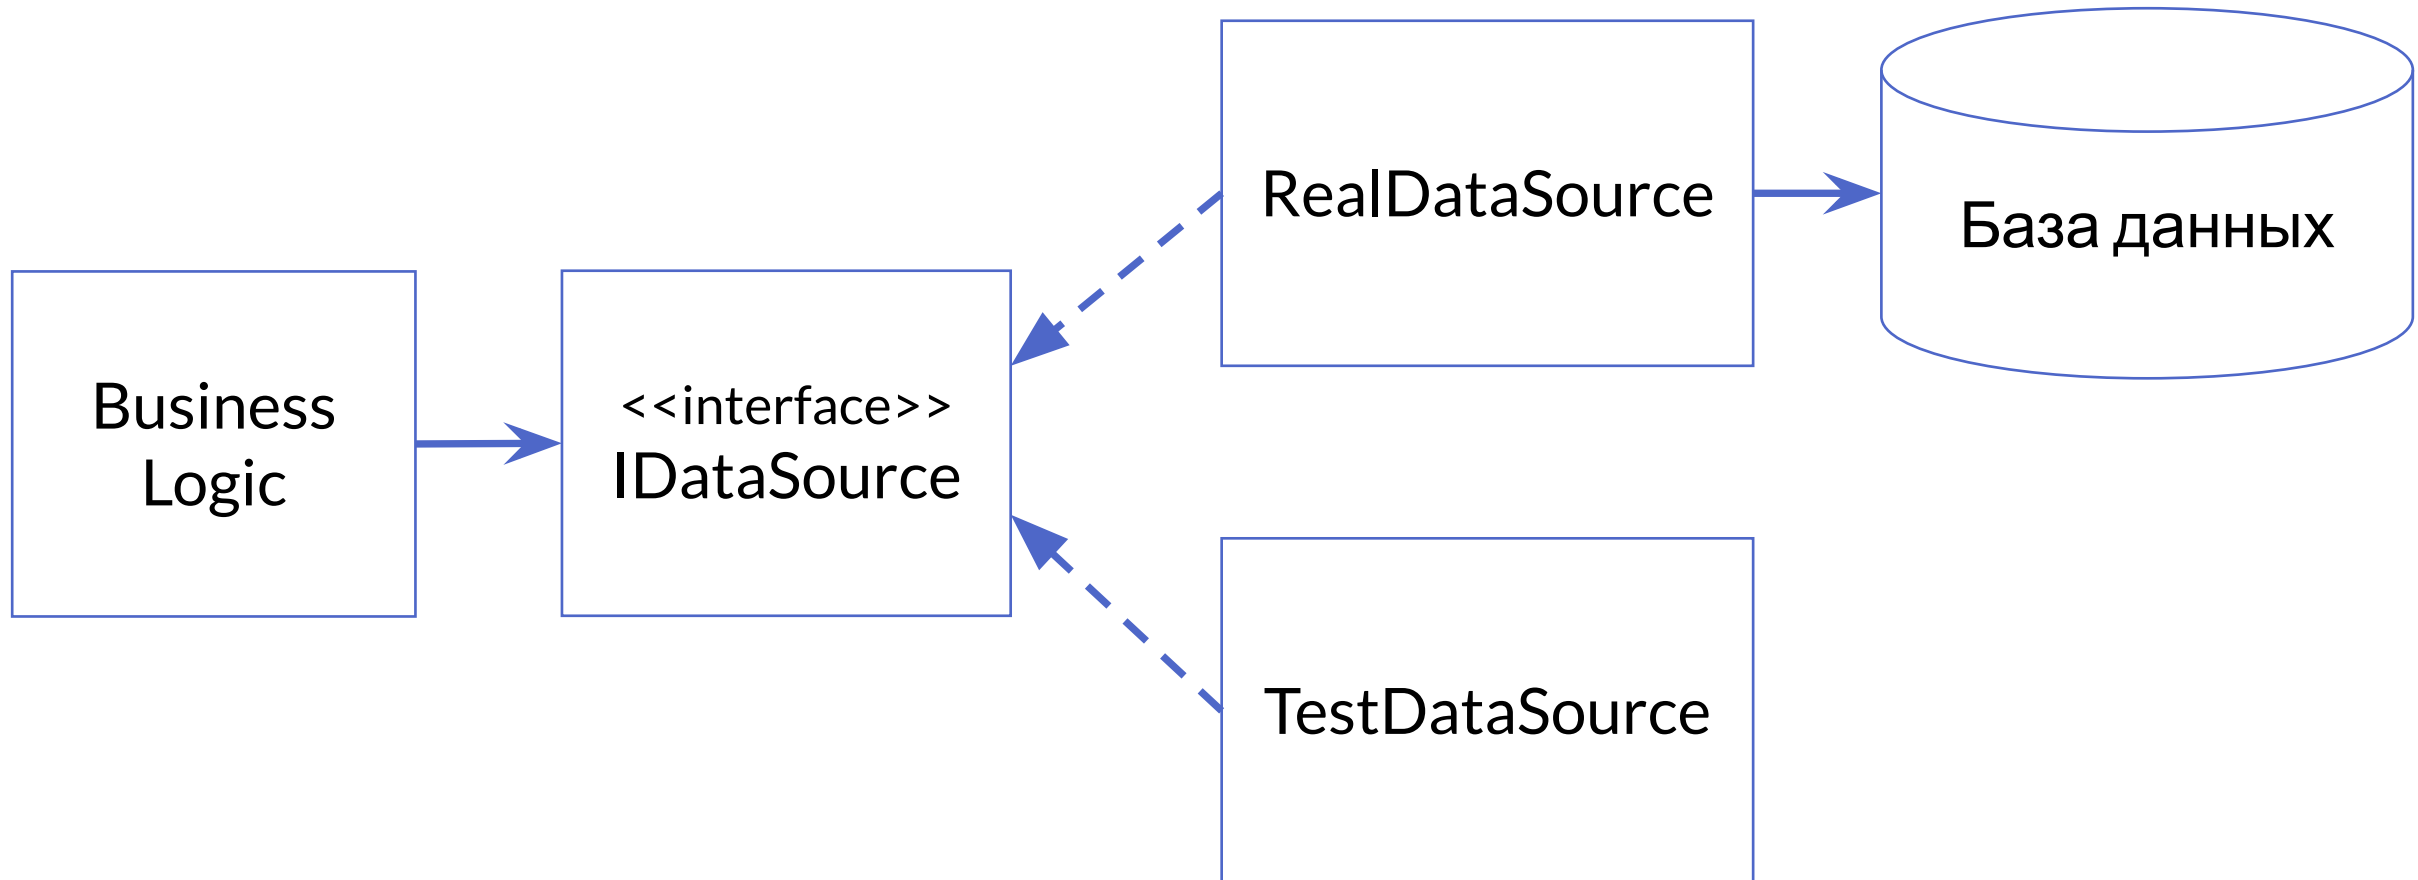 Business
Logic
<<interface>>
IDataSource
RealDataSource
База данных
TestDataSource